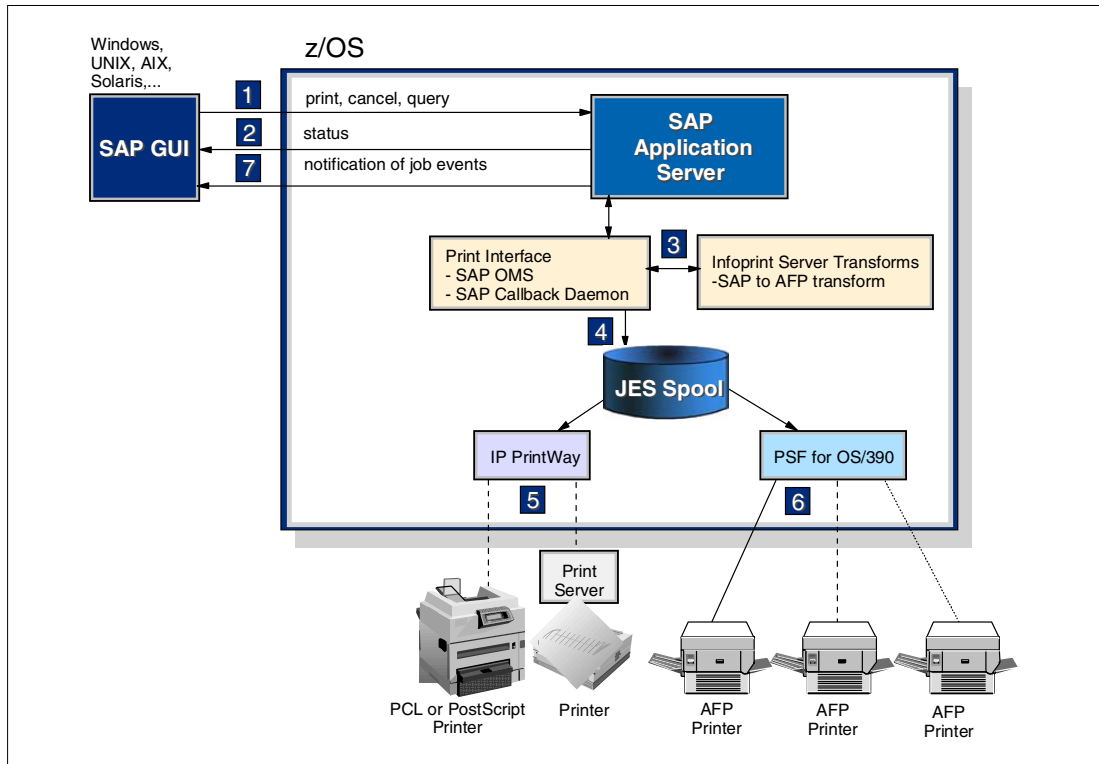 Windows,
UNIX, AIX,
Solaris,...
z/OS
SAP GUI
1
print, cancel, query
2
status
7
notification of job events
SAP
Application
Server
Print Interface
- SAP OMS
- SAP Callback Daemon
3
Infoprint Server Transforms
-SAP to AFP transform
4
JES Spool
IP PrintWay
PSF for OS/390
5
6
Print
Server
PCL or PostScript
Printer
Printer
AFP
Printer
AFP
Printer
AFP
Printer